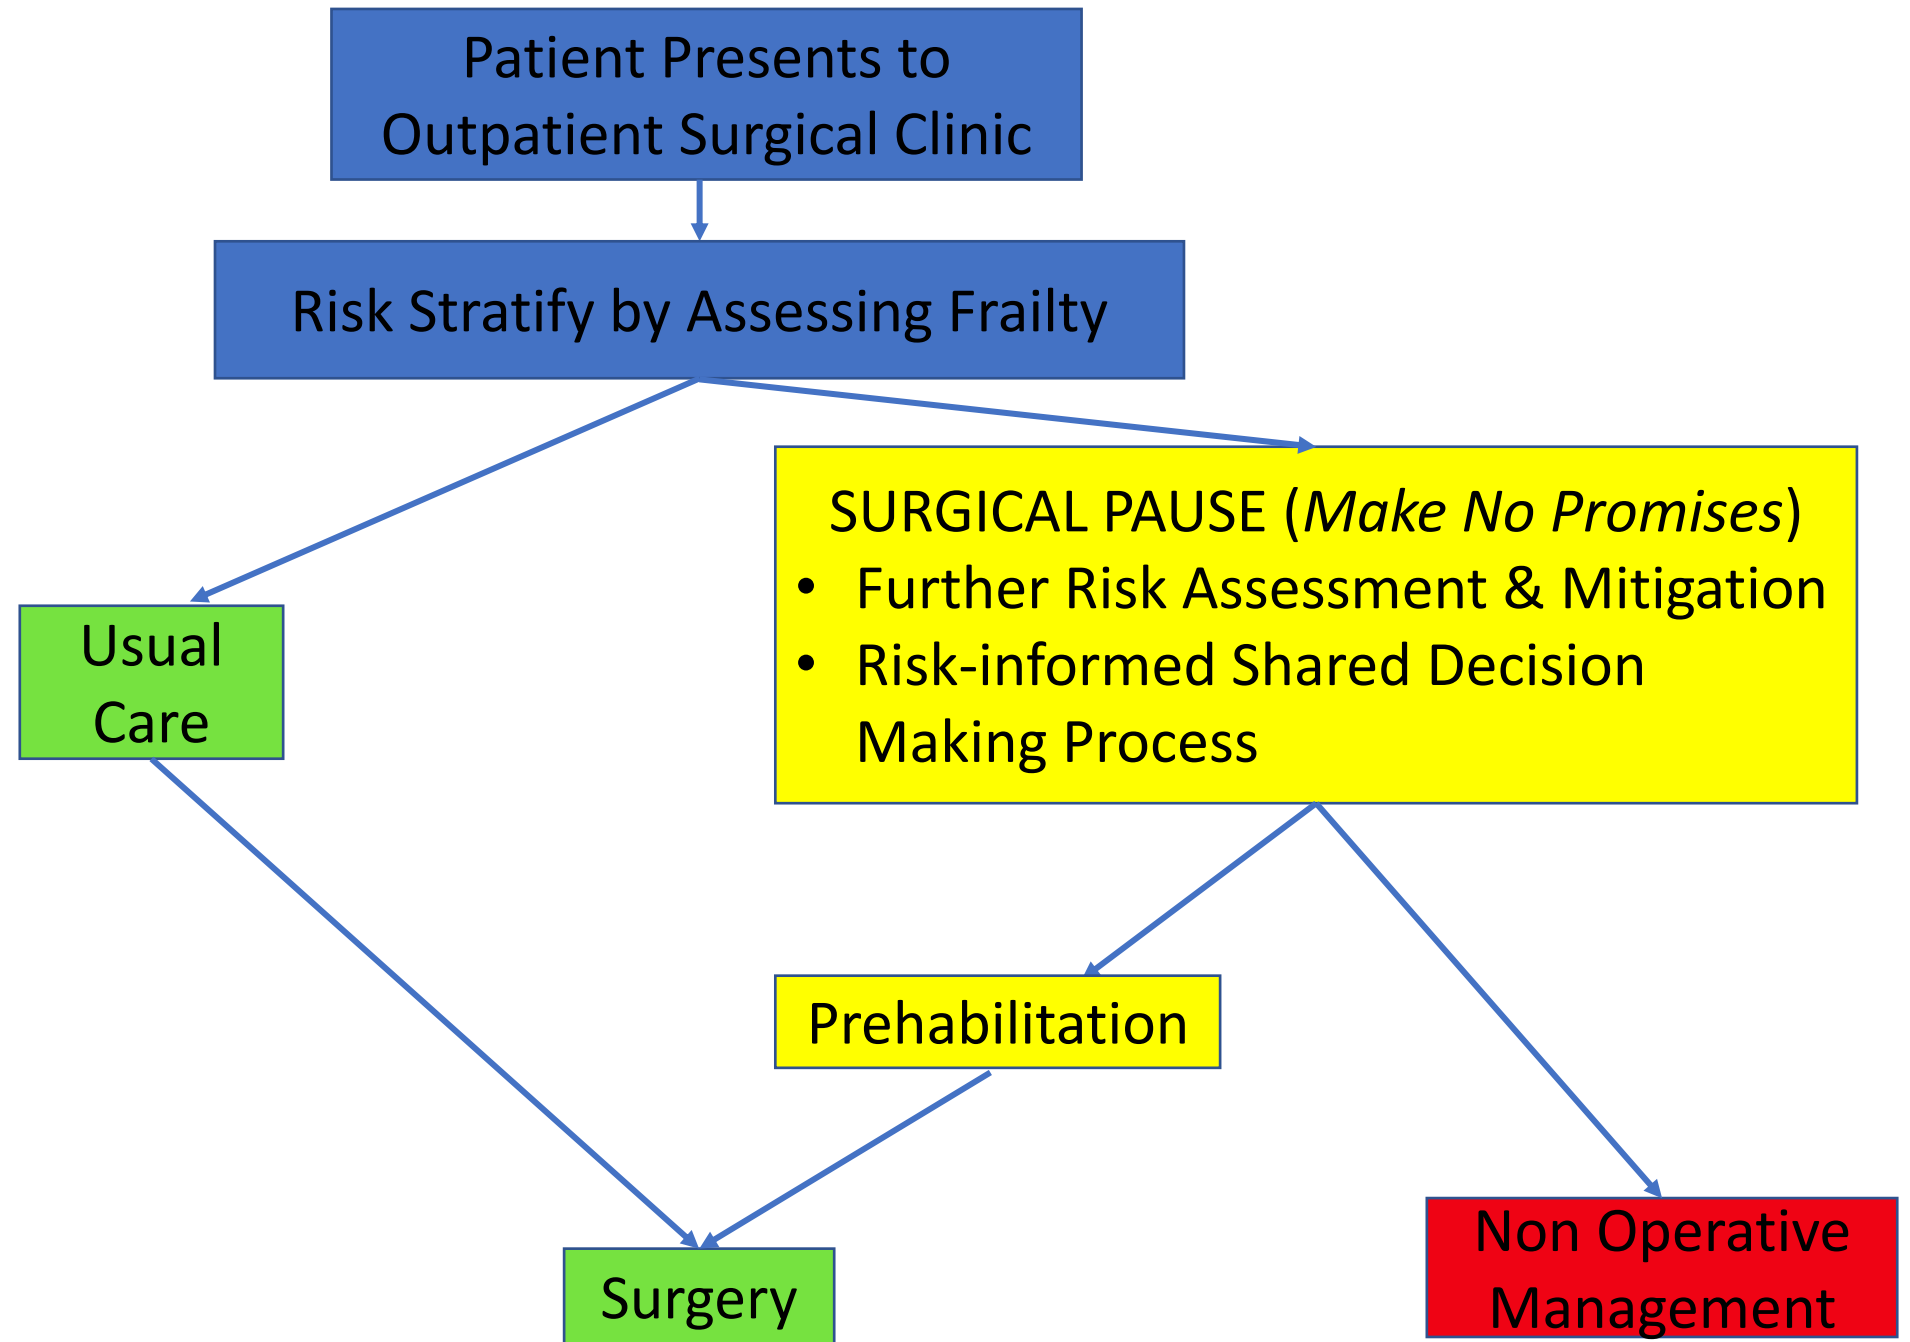 Patient Presents to
Outpatient Surgical Clinic
Risk Stratify by Assessing Frailty
SURGICAL PAUSE (Make No Promises)
• Further Risk Assessment & Mitigation
• Risk-informed Shared Decision
Making Process
Usual
Care
Prehabilitation
Surgery
Non Operative
Management